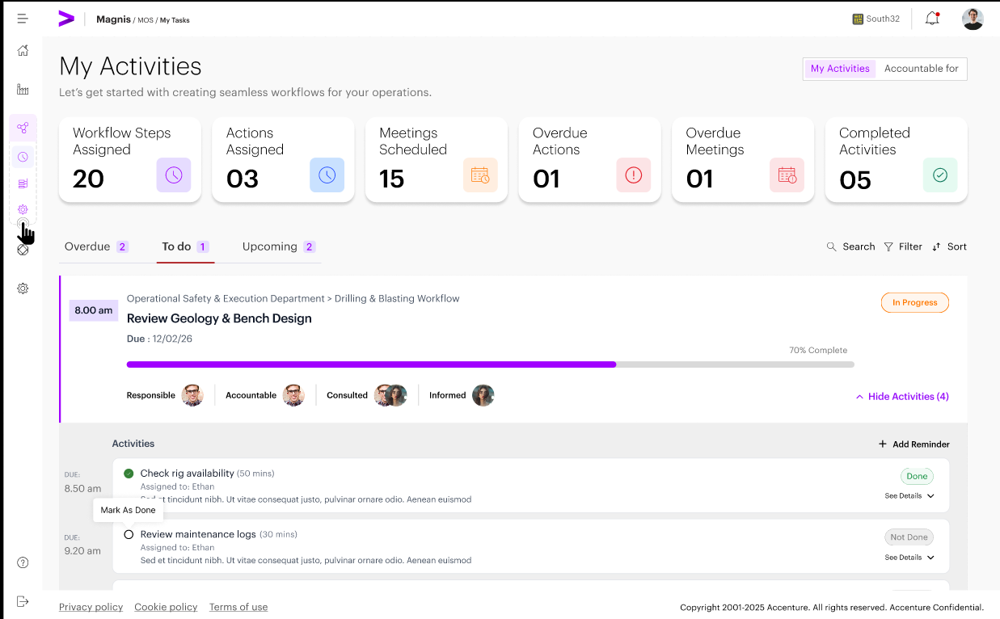 Magnis / MOS / My Tasks
South32
My Activities
My Activities
Accountable for
Let's get started with creating seamless workflows for your operations.
Workflow Steps
Assigned
20
Actions
Assigned
03
Meetings
Scheduled
15
Overdue
Actions
01
Overdue
Meetings
01
Completed
Activities
05
Overdue 2
To do 1
Upcoming 2
Search
Filter
Sort
8.00 am
Operational Safety & Execution Department > Drilling & Blasting Workflow
In Progress
Review Geology & Bench Design
Due : 12/02/26
70% Complete
Responsible
Accountable
Consulted
Informed
Hide Activities (4)
Activities
+ Add Reminder
DUE:
8.50 am
Check rig availability (50 mins)
Assigned to: Ethan
Sed et tincidunt nibh. Ut vitae consequat justo, pulvinar ornare odio. Aenean euismod
Done
See Details
Mark As Done
DUE:
9.20 am
Review maintenance logs (30 mins)
Assigned to: Ethan
Sed et tincidunt nibh. Ut vitae consequat justo, pulvinar ornare odio. Aenean euismod
Not Done
See Details
Privacy policy
Cookie policy
Terms of use
Copyright 2001-2025 Accenture. All rights reserved. Accenture Confidential.